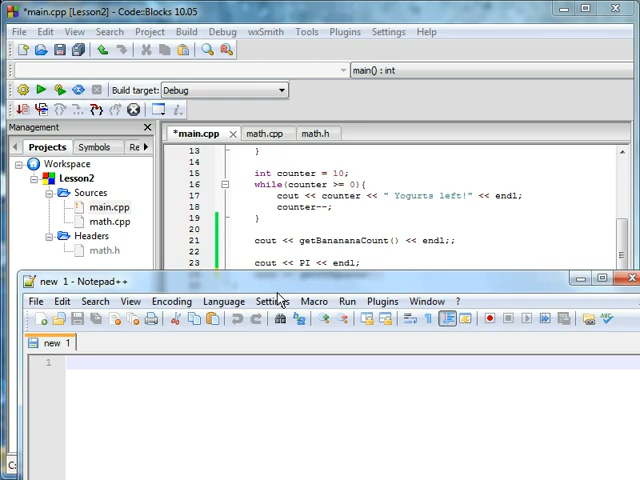 *main.cpp [Lesson2] - Code::Blocks 10.05
File Edit View Search Project Build Debug wxSmith Tools Plugins Settings Help
main() : int
Build target: Debug
Management
Projects Symbols Re
*main.cpp math.cpp math.h
Workspace
Lesson2
Sources
main.cpp
math.cpp
Headers
math.h
13 }
14
15 int counter = 10;
16 while(counter >= 0){
17 cout << counter << " Yogurts left!" << endl;
18 counter--;
19 }
20
21 cout << getBanananaCount() << endl;;
22
23 cout << PI << endl;
new 1 - Notepad++
File Edit Search View Encoding Language Settings Macro Run Plugins Window ?
new 1
1
C: